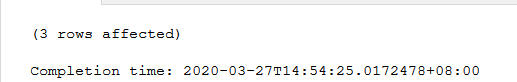 (3 rows affected)
Completion time: 2020-03-27T14:54:25.0172478+08:00